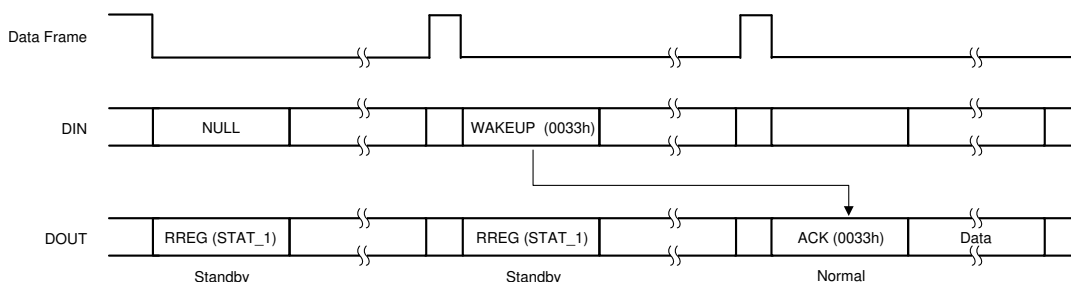 Data Frame
DIN NULL WAKEUP (0033h)
DOUT RREG (STAT_1) RREG (STAT_1) ACK (0033h) Data
Standby Standby Normal